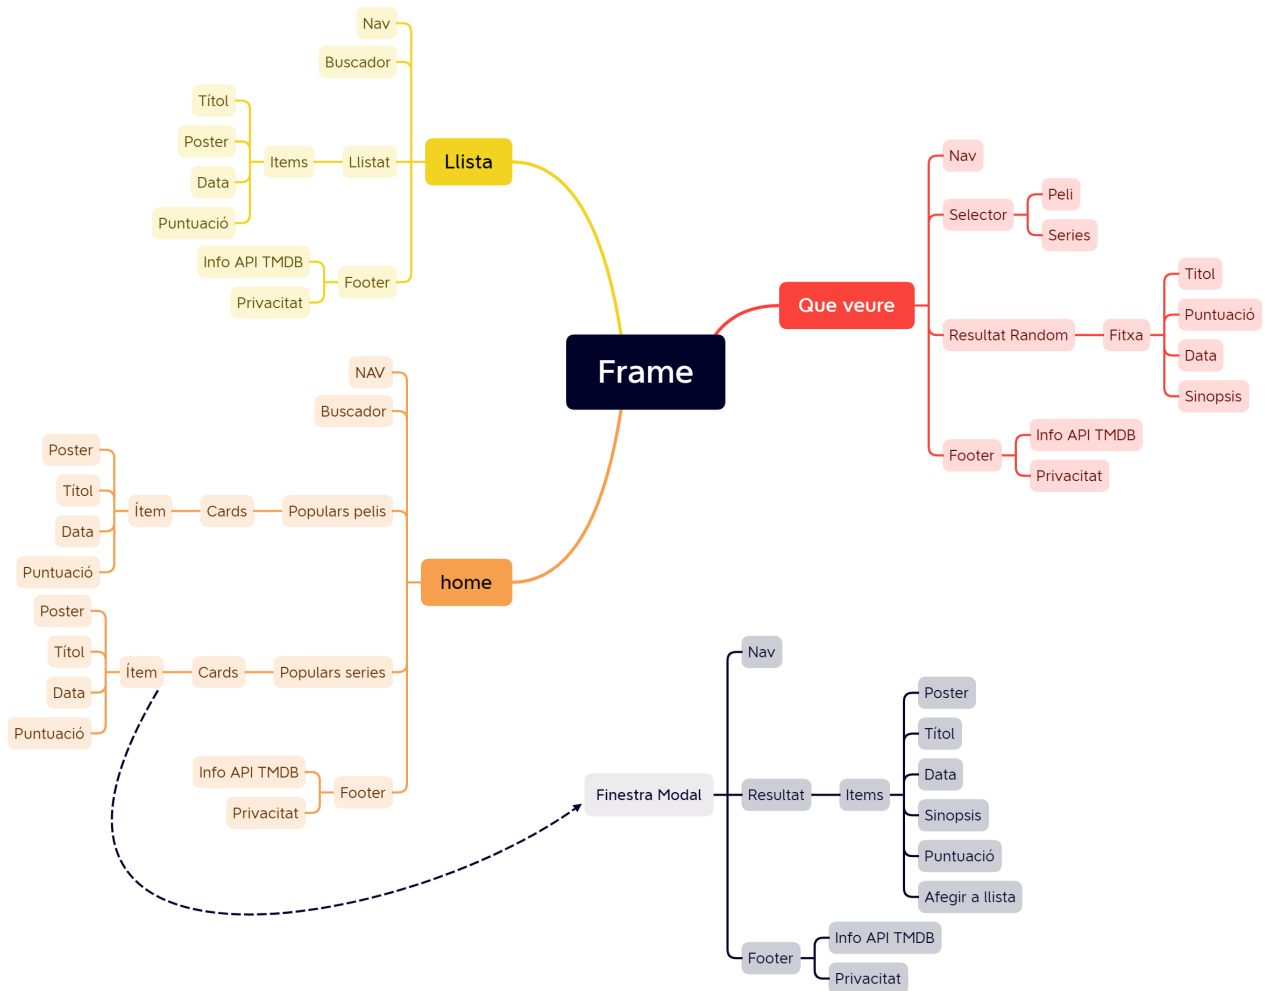 Frame
Llista
Nav
Buscador
Llistat
Items
Títol
Poster
Data
Puntuació
Footer
Info API TMDB
Privacitat
Que veure
Nav
Selector
Peli
Series
Resultat Random
Fitxa
Titol
Puntuació
Data
Sinopsis
Footer
Info API TMDB
Privacitat
home
NAV
Buscador
Populars pelis
Cards
Ítem
Poster
Títol
Data
Puntuació
Populars series
Cards
Ítem
Poster
Títol
Data
Puntuació
Footer
Info API TMDB
Privacitat
Finestra Modal
Nav
Resultat
Items
Poster
Títol
Data
Sinopsis
Puntuació
Afegir a llista
Footer
Info API TMDB
Privacitat